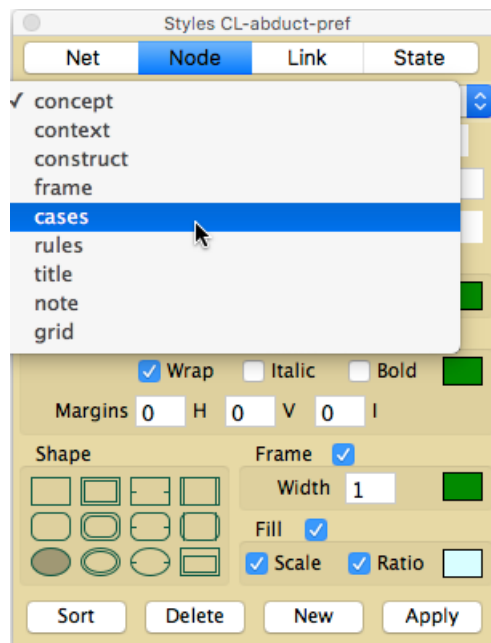 Styles CL-abduct-pref
Net Node Link State
✓ concept
context
construct
frame
cases
rules
title
note
grid
Wrap Italic Bold
Margins 0 H 0 V 0 I
Shape Frame
Width 1
Fill
Scale Ratio
Sort Delete New Apply